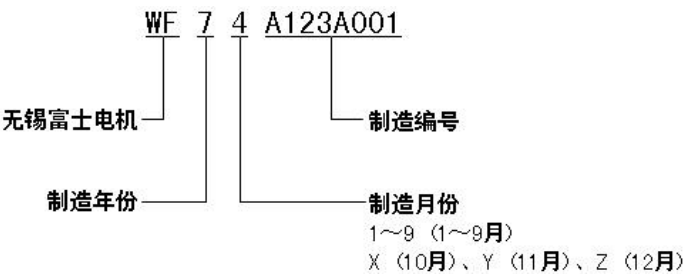 WF 7 4 A123A001
无锡富士电机
制造编号
制造年份
制造月份
1～9 (1～9月)
X (10月)、Y (11月)、Z (12月)